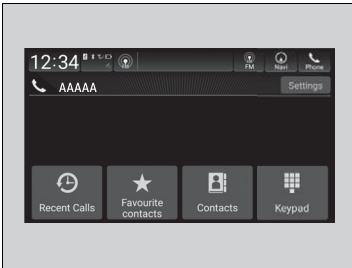 12:34
FM Navi Phone
AAAAA
Settings
Recent Calls
Favourite
contacts
Contacts
Keypad